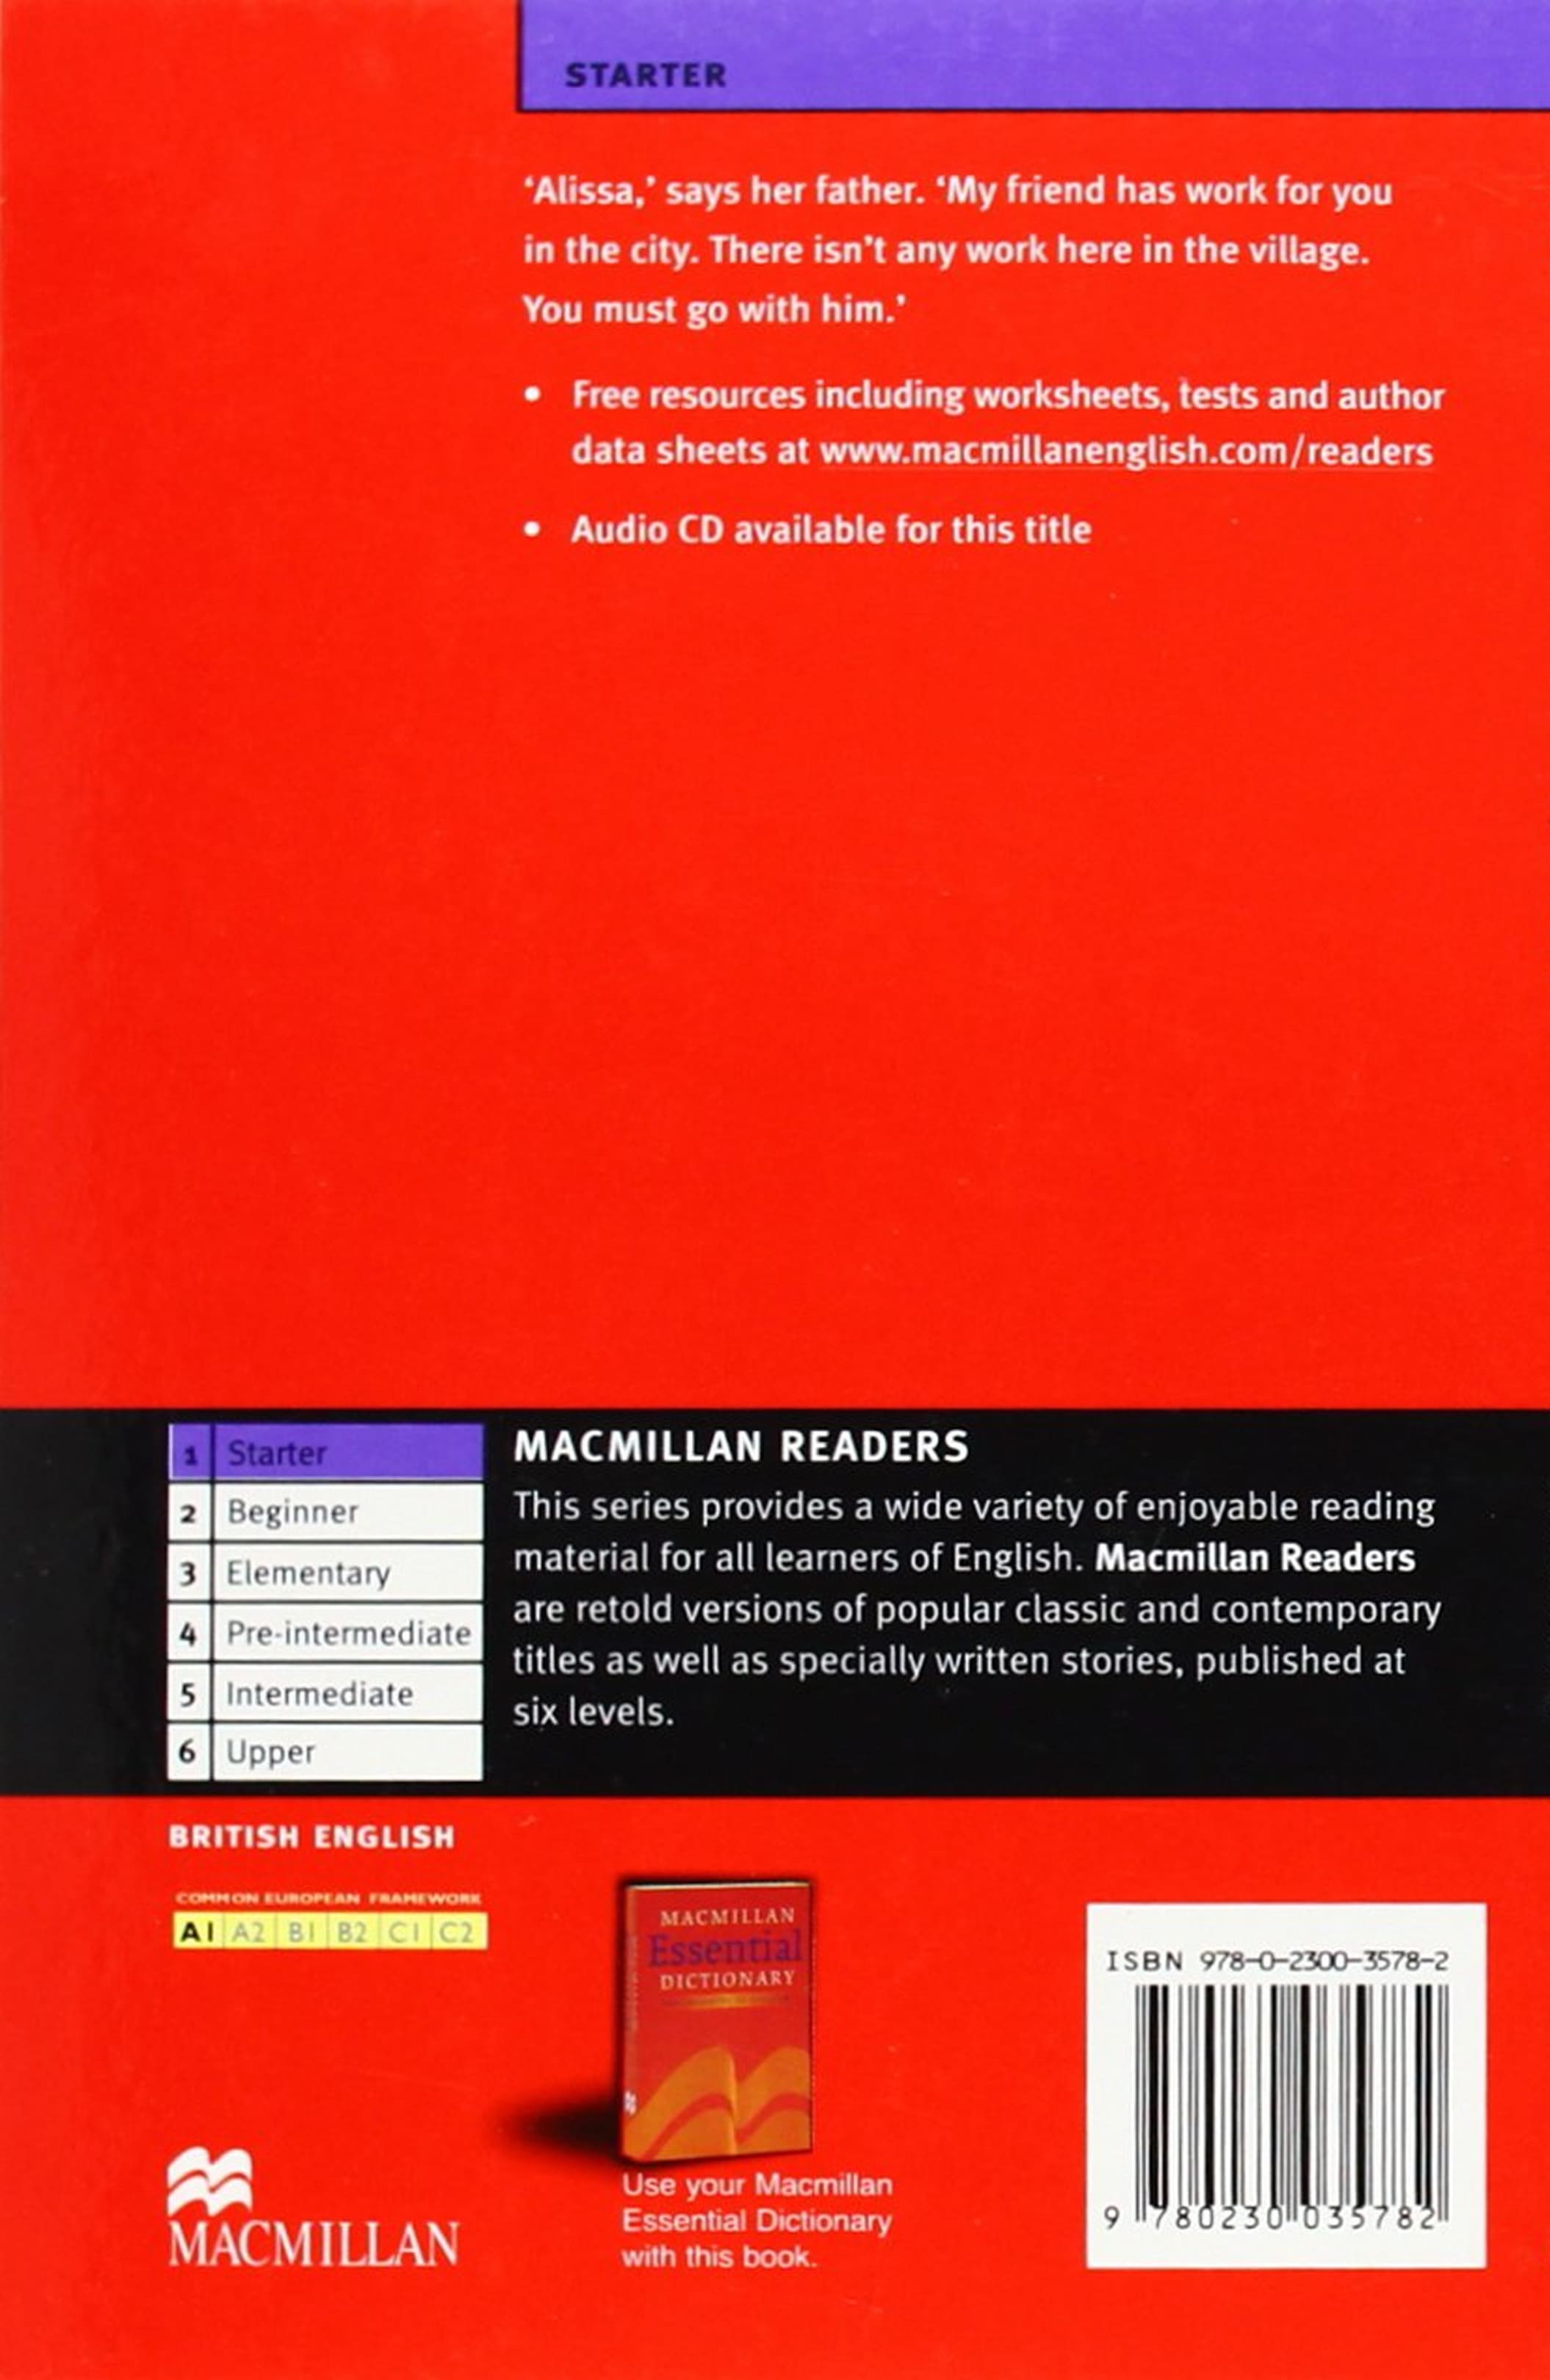 STARTER
‘Alissa,’ says her father. ‘My friend has work for you
in the city. There isn’t any work here in the village.
You must go with him.’
• Free resources including worksheets, tests and author
data sheets at www.macmillanenglish.com/readers
• Audio CD available for this title
1 Starter
2 Beginner
3 Elementary
4 Pre-intermediate
5 Intermediate
6 Upper
MACMILLAN READERS
This series provides a wide variety of enjoyable reading
material for all learners of English. Macmillan Readers
are retold versions of popular classic and contemporary
titles as well as specially written stories, published at
six levels.
BRITISH ENGLISH
COMMON EUROPEAN FRAMEWORK
A1 A2 B1 B2 C1 C2
MACMILLAN
MACMILLAN
Essential
DICTIONARY
Use your Macmillan
Essential Dictionary
with this book.
ISBN 978-0-2300-3578-2
9 780230 035782